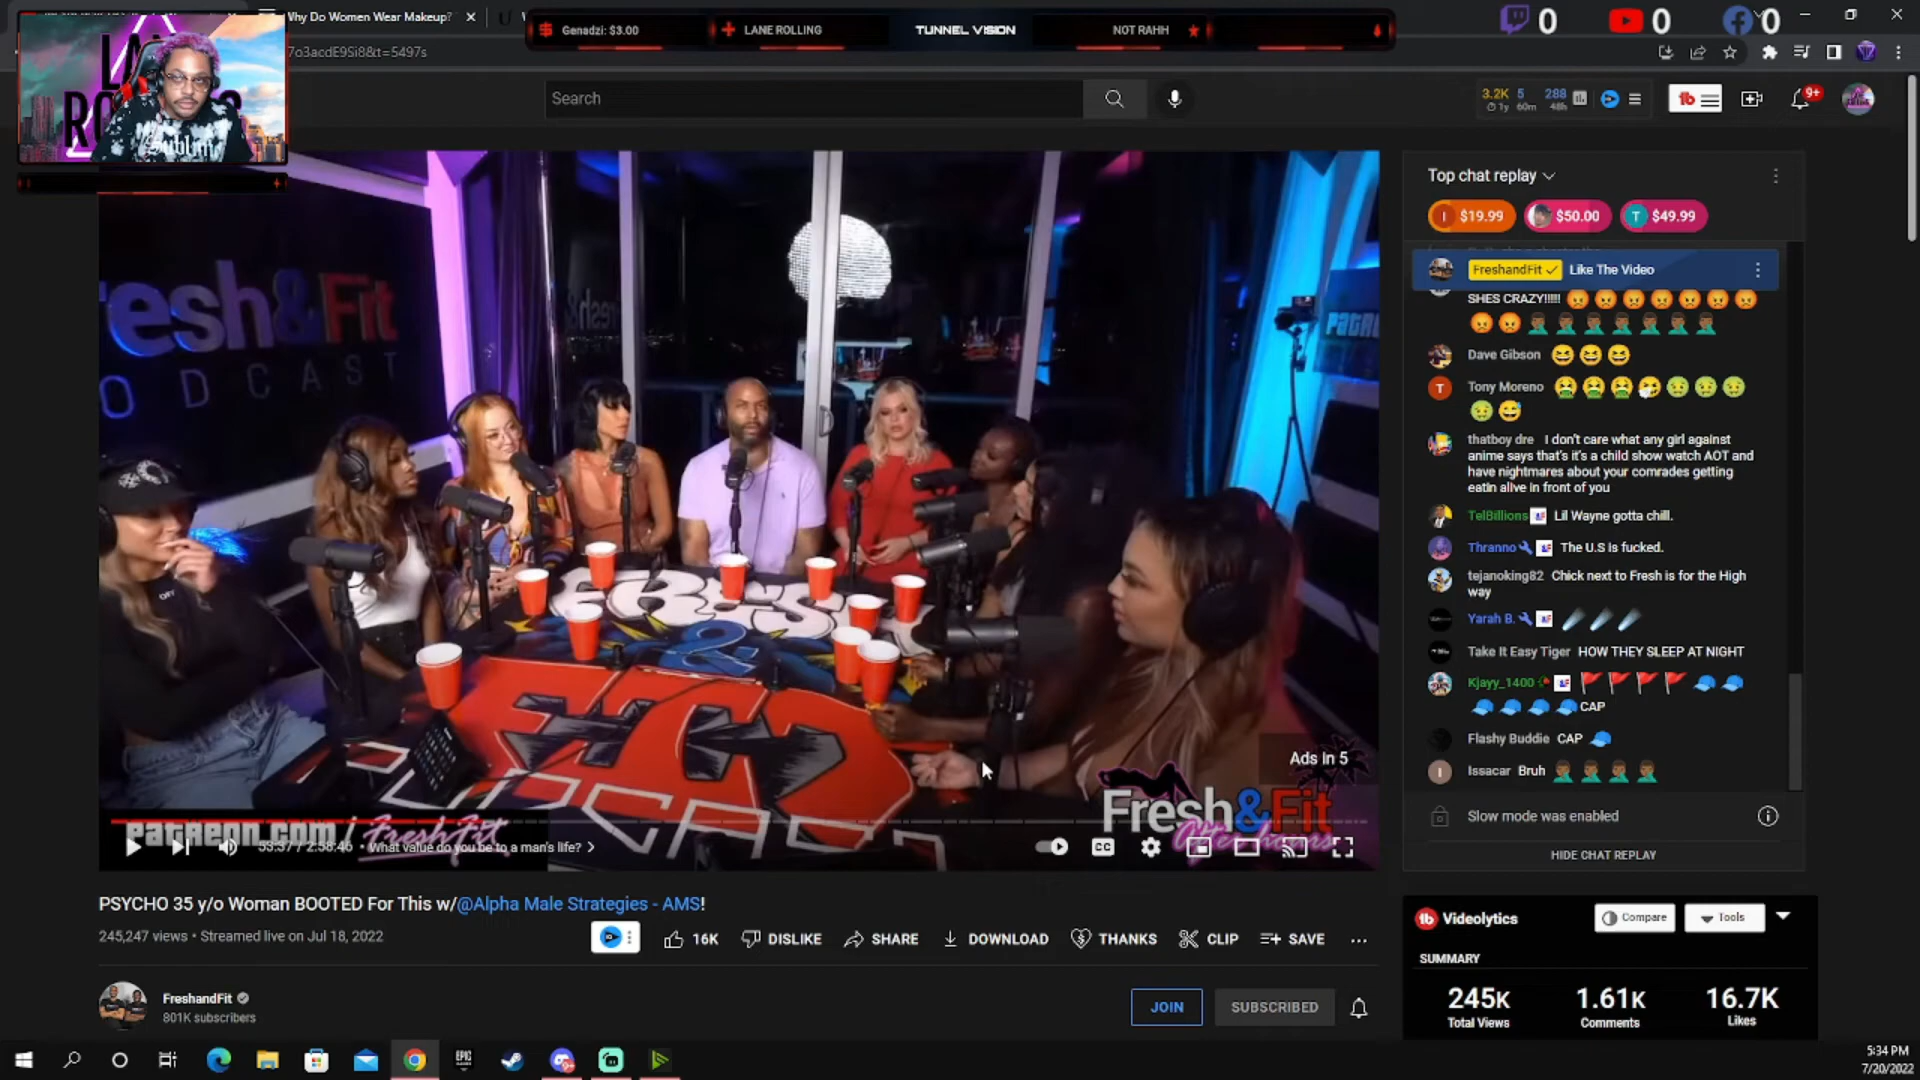 Why Do Women Wear Makeup?
Genadzi: $3.00
LANE ROLLING
TUNNEL VISION
NOT RAHH
0
0
0
7o3acdE9Si8&t=5497s
Search
3.2K 5 288
1y 60m 48h
9+
Fresh&Fit
PODCAST
Top chat replay
$19.99
$50.00
$49.99
FreshandFit Like The Video
SHES CRAZY!!!!!
Dave Gibson
Tony Moreno
thatboy dre I don't care what any girl against
anime says that's it's a child show watch AOT and
have nightmares about your comrades getting
eatin alive in front of you
TelBillions Lil Wayne gotta chill.
Thranno The U.S Is fucked.
tejanoking82 Chick next to Fresh is for the High
way
Yarah B.
Take It Easy Tiger HOW THEY SLEEP AT NIGHT
Kjayy_1400
CAP
Flashy Buddie CAP
Issacar Bruh
Slow mode was enabled
HIDE CHAT REPLAY
FRESH
&
FIT
Ads in 5
patreon.com/FreshFit
Fresh&Fit
Afterhours
53:37 / 2:58:46 • What value do you be to a man's life?
CC
PSYCHO 35 y/o Woman BOOTED For This w/@Alpha Male Strategies - AMS!
245,247 views • Streamed live on Jul 18, 2022
16K
DISLIKE
SHARE
DOWNLOAD
THANKS
CLIP
SAVE
FreshandFit
801K subscribers
JOIN
SUBSCRIBED
Videolytics
Compare
Tools
SUMMARY
245K
Total Views
1.61K
Comments
16.7K
Likes
EPIC
5:34 PM
7/20/2022